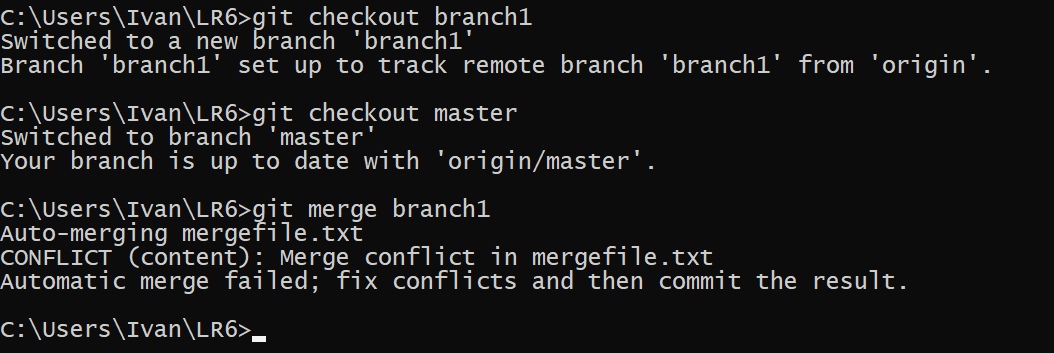 C:\Users\Ivan\LR6>git checkout branch1
Switched to a new branch 'branch1'
Branch 'branch1' set up to track remote branch 'branch1' from 'origin'.
C:\Users\Ivan\LR6>git checkout master
Switched to branch 'master'
Your branch is up to date with 'origin/master'.
C:\Users\Ivan\LR6>git merge branch1
Auto-merging mergefile.txt
CONFLICT (content): Merge conflict in mergefile.txt
Automatic merge failed; fix conflicts and then commit the result.
C:\Users\Ivan\LR6>